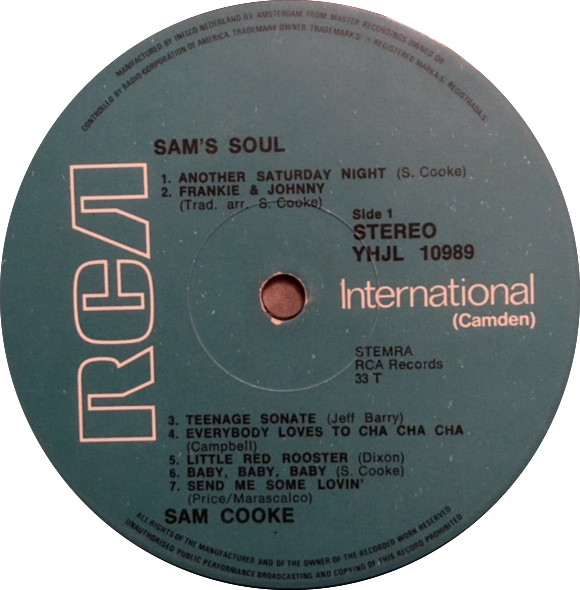 MANUFACTURED BY INELCO NEDERLAND B.V. AMSTERDAM FROM MASTER RECORDINGS OWNED OR
CONTROLLED BY RADIO CORPORATION OF AMERICA. TRADEMARK OWNER. TRADEMARK'S. REGISTERED MARKA.S. REGISTRADA.S.
SAM'S SOUL
1. ANOTHER SATURDAY NIGHT (S. Cooke)
2. FRANKIE & JOHNNY
(Trad. arr. S. Cooke)
Side 1
STEREO
YHJL 10989
RCA
International
(Camden)
STEMRA
RCA Records
33 T
3. TEENAGE SONATE (Jeff Barry)
4. EVERYBODY LOVES TO CHA CHA CHA
(Campbell)
5. LITTLE RED ROOSTER (Dixon)
6. BABY, BABY, BABY (S. Cooke)
7. SEND ME SOME LOVIN'
(Price/Marascalco)
SAM COOKE
ALL RIGHTS OF THE MANUFACTURER AND OF THE OWNER OF THE RECORDED WORK RESERVED
UNAUTHORISED PUBLIC PERFORMANCE BROADCASTING AND COPYING OF THIS RECORD PROHIBITED